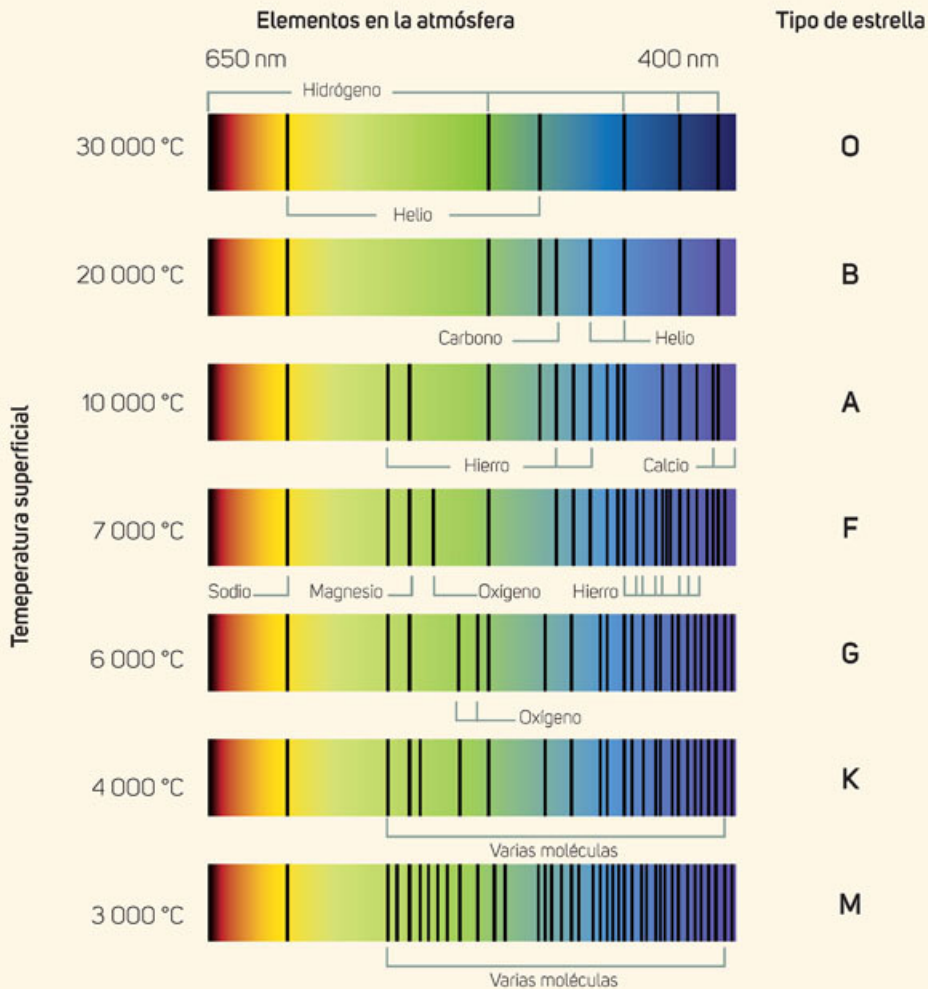 Elementos en la atmósfera
Tipo de estrella
650 nm
400 nm
Hidrógeno
30 000 °C
O
Helio
20 000 °C
B
Carbono
Helio
10 000 °C
A
Hierro
Calcio
7 000 °C
F
Sodio
Magnesio
Oxígeno
Hierro
6 000 °C
G
Oxígeno
4 000 °C
K
Varias moléculas
3 000 °C
M
Varias moléculas
Temeperatura superficial